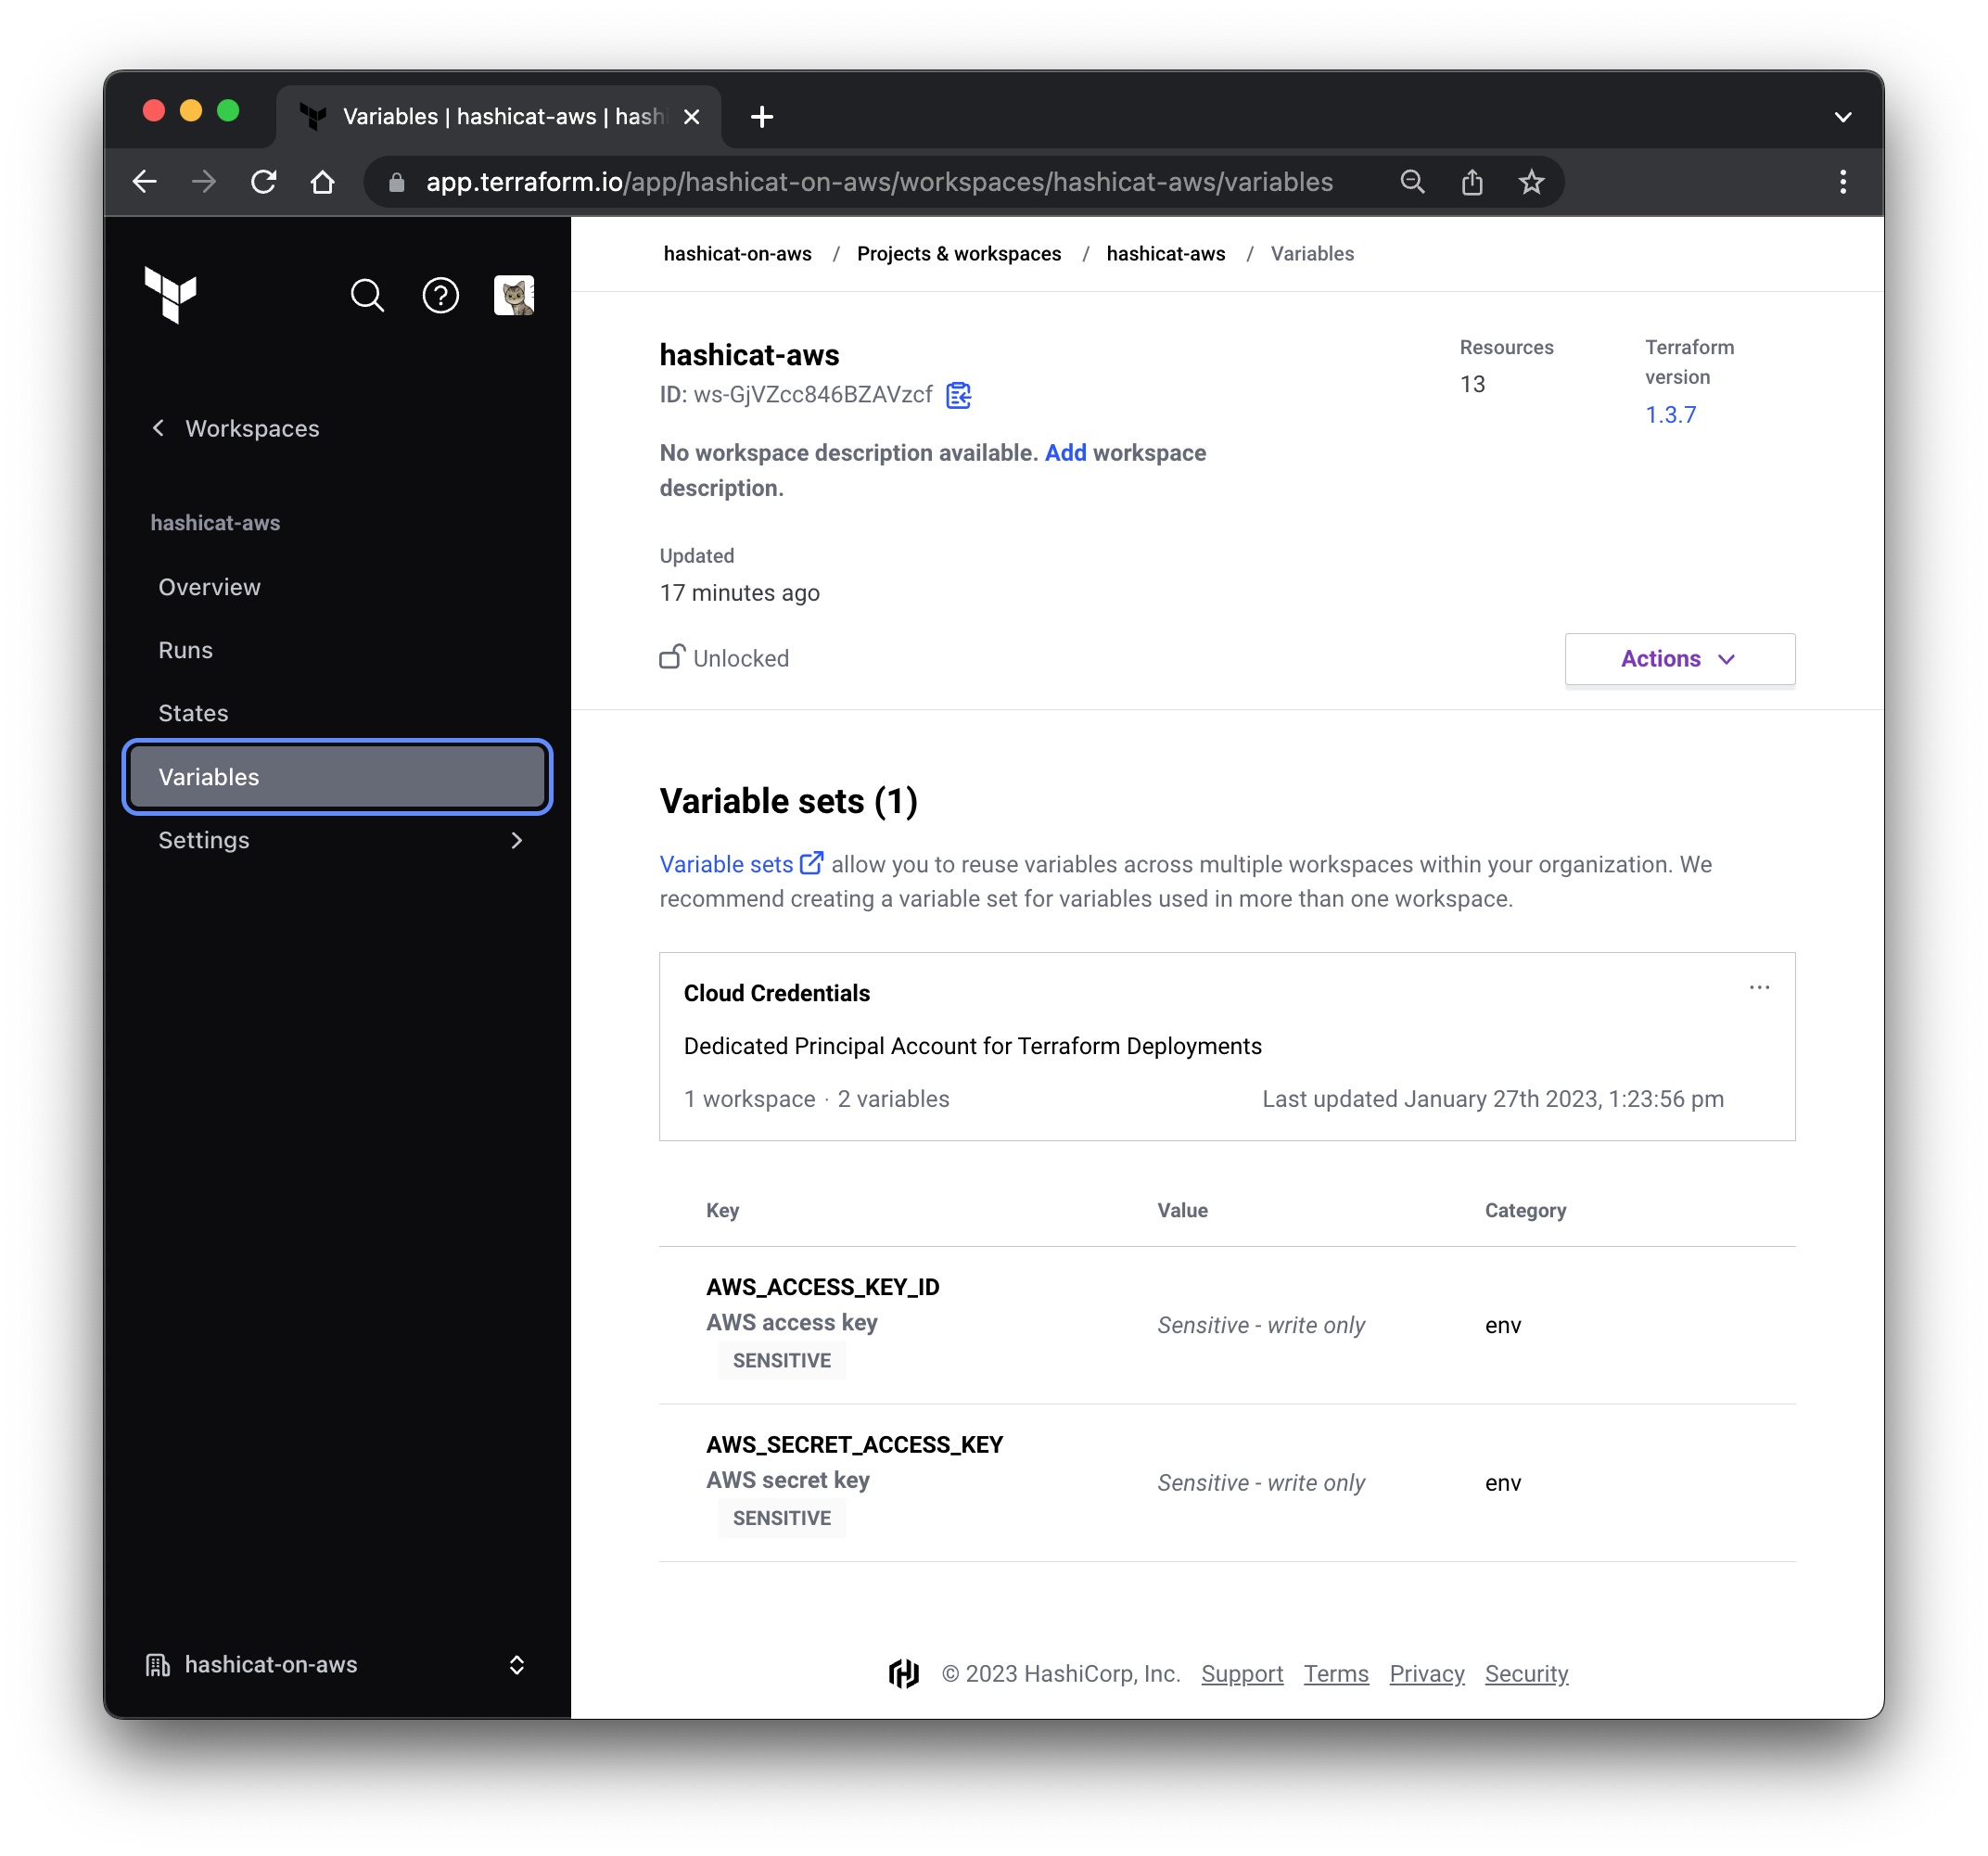 Variables | hashicat-aws | hash
app.terraform.io/app/hashicat-on-aws/workspaces/hashicat-aws/variables
hashicat-on-aws / Projects & workspaces / hashicat-aws / Variables
Workspaces
hashicat-aws
Overview
Runs
States
Variables
Settings
hashicat-on-aws
hashicat-aws
ID: ws-GjVZcc846BZAVzcf
Resources
13
Terraform
version
1.3.7
No workspace description available. Add workspace
description.
Updated
17 minutes ago
Unlocked
Actions
Variable sets (1)
Variable sets allow you to reuse variables across multiple workspaces within your organization. We
recommend creating a variable set for variables used in more than one workspace.
Cloud Credentials
...
Dedicated Principal Account for Terraform Deployments
1 workspace · 2 variables Last updated January 27th 2023, 1:23:56 pm
Key Value Category
AWS_ACCESS_KEY_ID
AWS access key
SENSITIVE
Sensitive - write only
env
AWS_SECRET_ACCESS_KEY
AWS secret key
SENSITIVE
Sensitive - write only
env
© 2023 HashiCorp, Inc. Support Terms Privacy Security